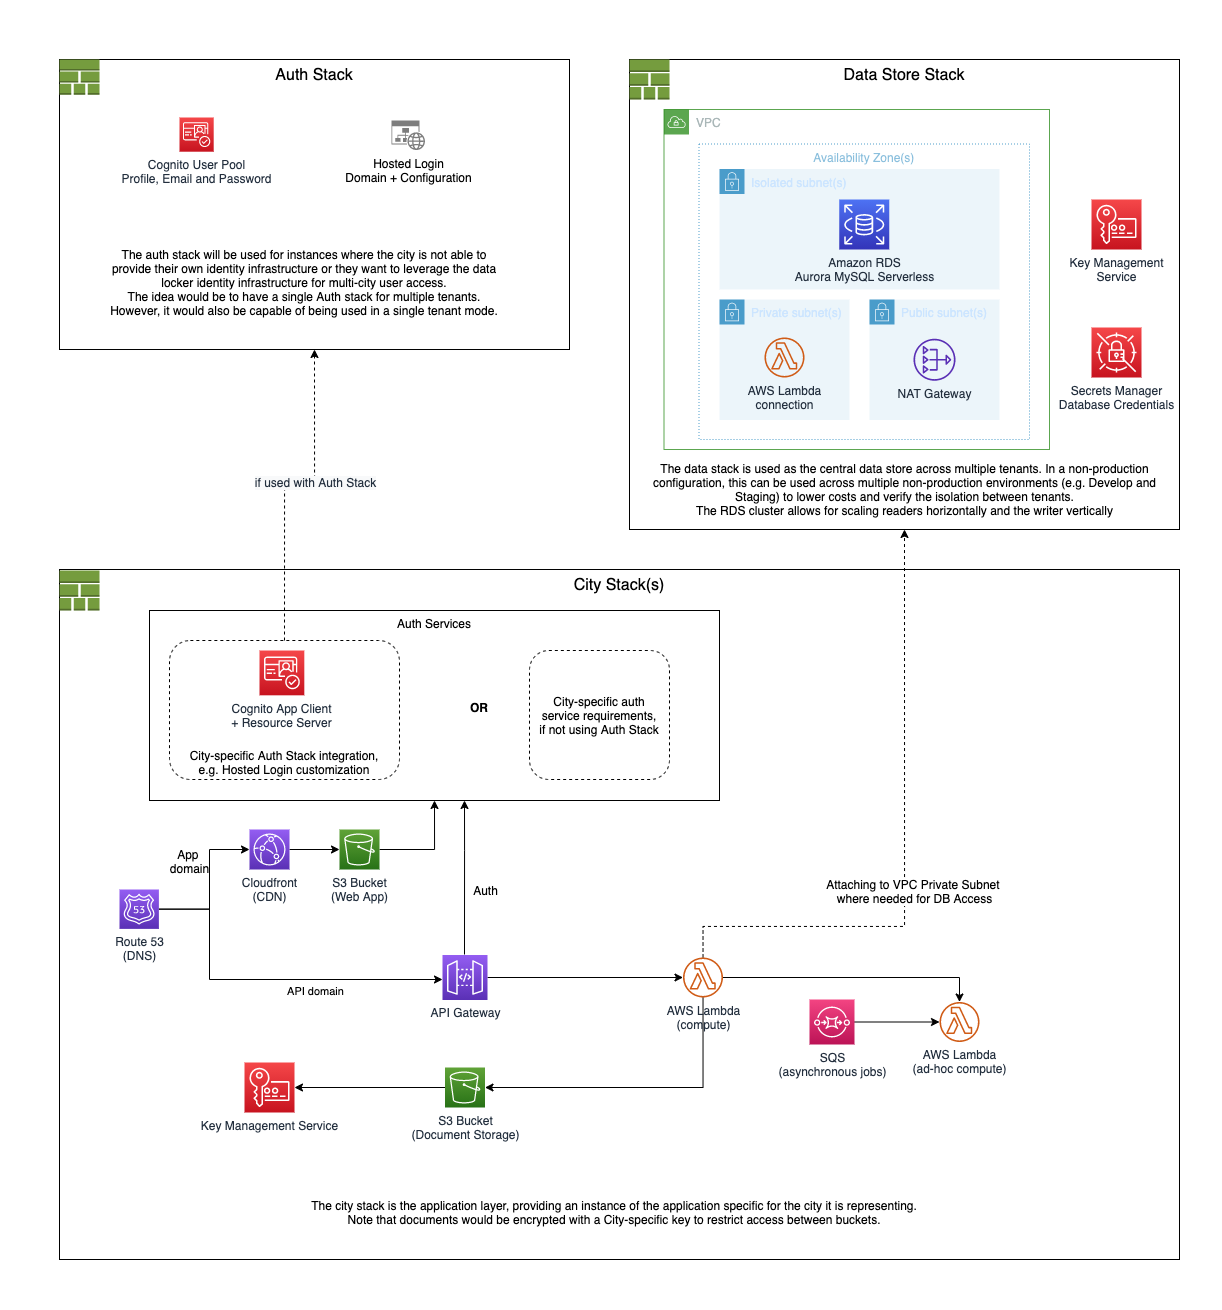 Auth Stack
Cognito User Pool
Profile, Email and Password
Hosted Login
Domain + Configuration
The auth stack will be used for instances where the city is not able to
provide their own identity infrastructure or they want to leverage the data
locker identity infrastructure for multi-city user access.
The idea would be to have a single Auth stack for multiple tenants.
However, it would also be capable of being used in a single tenant mode.
Data Store Stack
VPC
Availability Zone(s)
Isolated subnet(s)
Amazon RDS
Aurora MySQL Serverless
Private subnet(s)
AWS Lambda
connection
Public subnet(s)
NAT Gateway
Key Management
Service
Secrets Manager
Database Credentials
The data stack is used as the central data store across multiple tenants. In a non-production
configuration, this can be used across multiple non-production environments (e.g. Develop and
Staging) to lower costs and verify the isolation between tenants.
The RDS cluster allows for scaling readers horizontally and the writer vertically
if used with Auth Stack
City Stack(s)
Auth Services
Cognito App Client
+ Resource Server
City-specific Auth Stack integration,
e.g. Hosted Login customization
OR
City-specific auth
service requirements,
if not using Auth Stack
App
domain
Cloudfront
(CDN)
S3 Bucket
(Web App)
Auth
53
Route 53
(DNS)
API domain
API Gateway
Attaching to VPC Private Subnet
where needed for DB Access
AWS Lambda
(compute)
SQS
(asynchronous jobs)
AWS Lambda
(ad-hoc compute)
Key Management Service
S3 Bucket
(Document Storage)
The city stack is the application layer, providing an instance of the application specific for the city it is representing.
Note that documents would be encrypted with a City-specific key to restrict access between buckets.